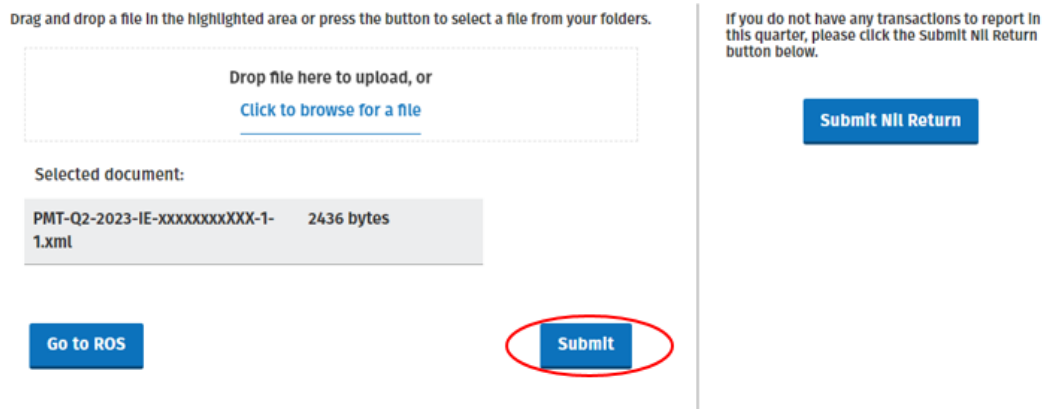 Drag and drop a file in the highlighted area or press the button to select a file from your folders.
Drop file here to upload, or
Click to browse for a file
Selected document:
PMT-Q2-2023-IE-xxxxxxxxXXX-1-
1.xml
2436 bytes
Go to ROS
Submit
If you do not have any transactions to report in
this quarter, please click the Submit Nil Return
button below.
Submit Nil Return